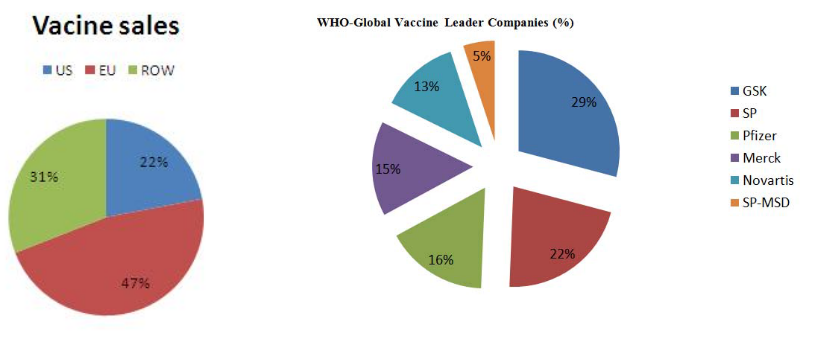 Vacine sales
US EU ROW
22%
31%
47%
WHO-Global Vaccine Leader Companies (%)
5%
29%
13%
15%
16%
22%
GSK
SP
Pfizer
Merck
Novartis
SP-MSD